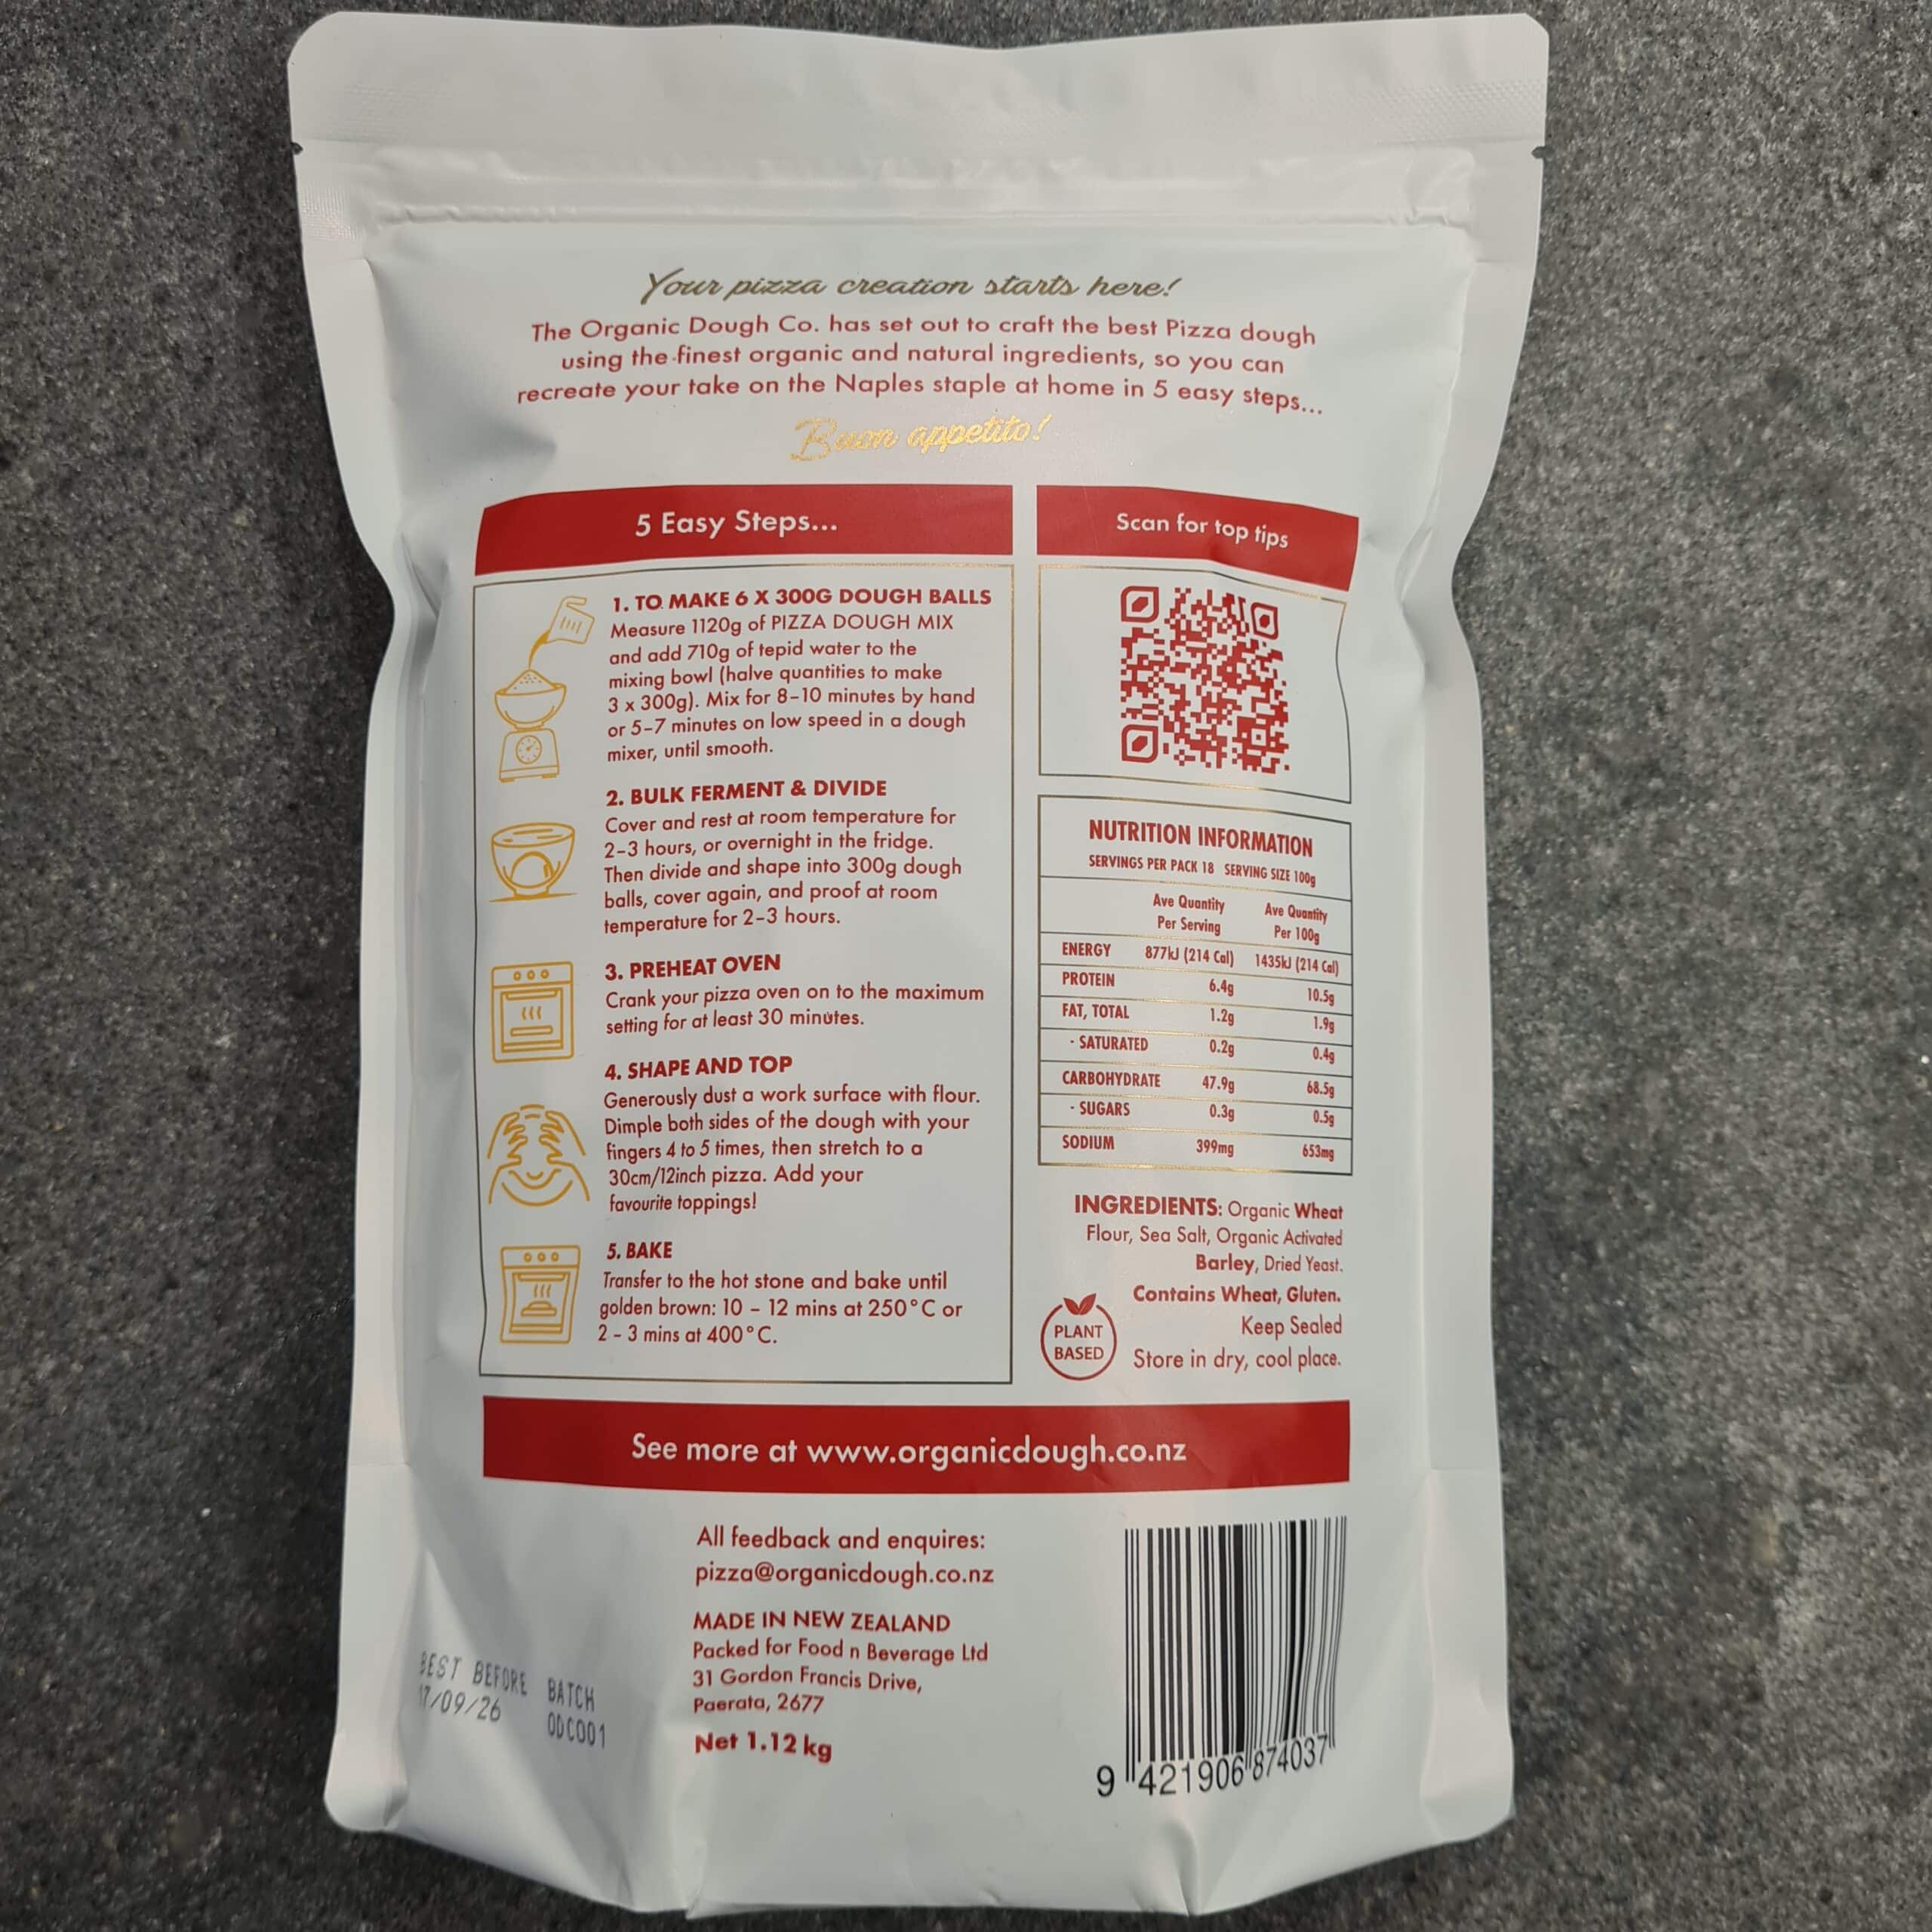 Your pizza creation starts here!
The Organic Dough Co. has set out to craft the best Pizza dough
using the finest organic and natural ingredients, so you can
recreate your take on the Naples staple at home in 5 easy steps...
Buon appetito!
5 Easy Steps...
1. TO MAKE 6 X 300G DOUGH BALLS
Measure 1120g of PIZZA DOUGH MIX
and add 710g of tepid water to the
mixing bowl (halve quantities to make
3 x 300g). Mix for 8-10 minutes by hand
or 5-7 minutes on low speed in a dough
mixer, until smooth.
2. BULK FERMENT & DIVIDE
Cover and rest at room temperature for
2-3 hours, or overnight in the fridge.
Then divide and shape into 300g dough
balls, cover again, and proof at room
temperature for 2-3 hours.
3. PREHEAT OVEN
Crank your pizza oven on to the maximum
setting for at least 30 minutes.
4. SHAPE AND TOP
Generously dust a work surface with flour.
Dimple both sides of the dough with your
fingers 4 to 5 times, then stretch to a
30cm/12inch pizza. Add your
favourite toppings!
5. BAKE
Transfer to the hot stone and bake until
golden brown: 10 - 12 mins at 250°C or
2 - 3 mins at 400°C.
Scan for top tips
NUTRITION INFORMATION
SERVINGS PER PACK 18 SERVING SIZE 100g
Ave Quantity Ave Quantity
Per Serving Per 100g
ENERGY 877kJ (214 Cal) 1435kJ (214 Cal)
PROTEIN 6.4g 10.5g
FAT, TOTAL 1.2g 1.9g
- SATURATED 0.2g 0.4g
CARBOHYDRATE 47.9g 68.5g
- SUGARS 0.3g 0.5g
SODIUM 399mg 653mg
INGREDIENTS: Organic Wheat
Flour, Sea Salt, Organic Activated
Barley, Dried Yeast.
Contains Wheat, Gluten.
Keep Sealed
Store in dry, cool place.
PLANT
BASED
See more at www.organicdough.co.nz
All feedback and enquires:
pizza@organicdough.co.nz
MADE IN NEW ZEALAND
Packed for Food n Beverage Ltd
31 Gordon Francis Drive,
Paerata, 2677
Net 1.12 kg
BEST BEFORE BATCH
17/09/26 ODC001
9 421906 874037